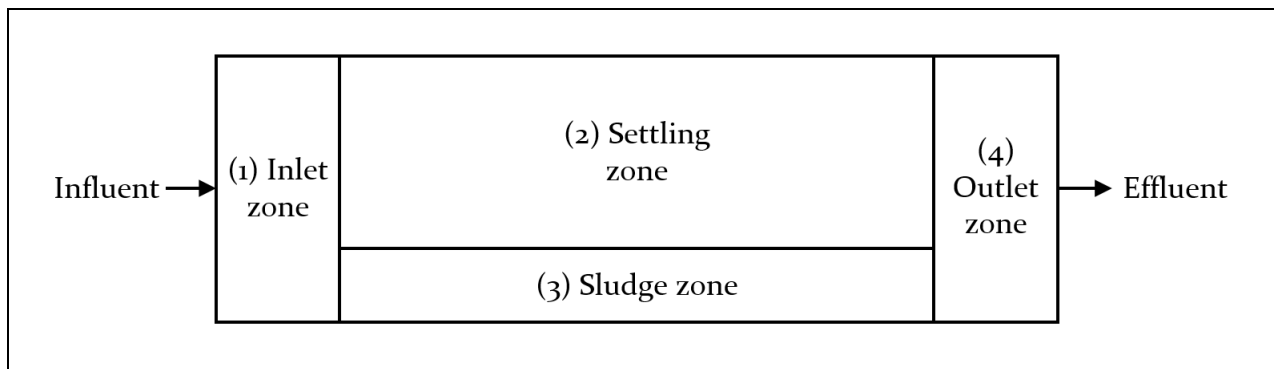 Influent
(1) Inlet
zone
(2) Settling
zone
(3) Sludge zone
(4)
Outlet
zone
Effluent